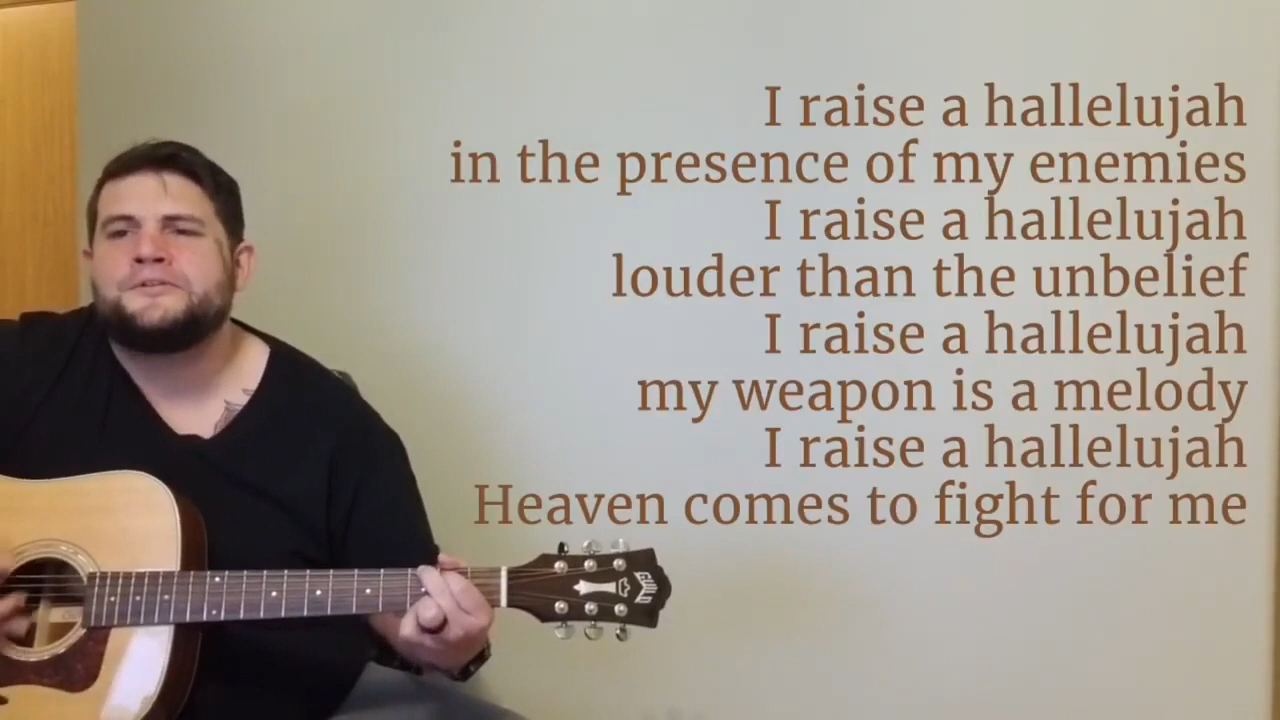 I raise a hallelujah
in the presence of my enemies
I raise a hallelujah
louder than the unbelief
I raise a hallelujah
my weapon is a melody
I raise a hallelujah
Heaven comes to fight for me
GUILD